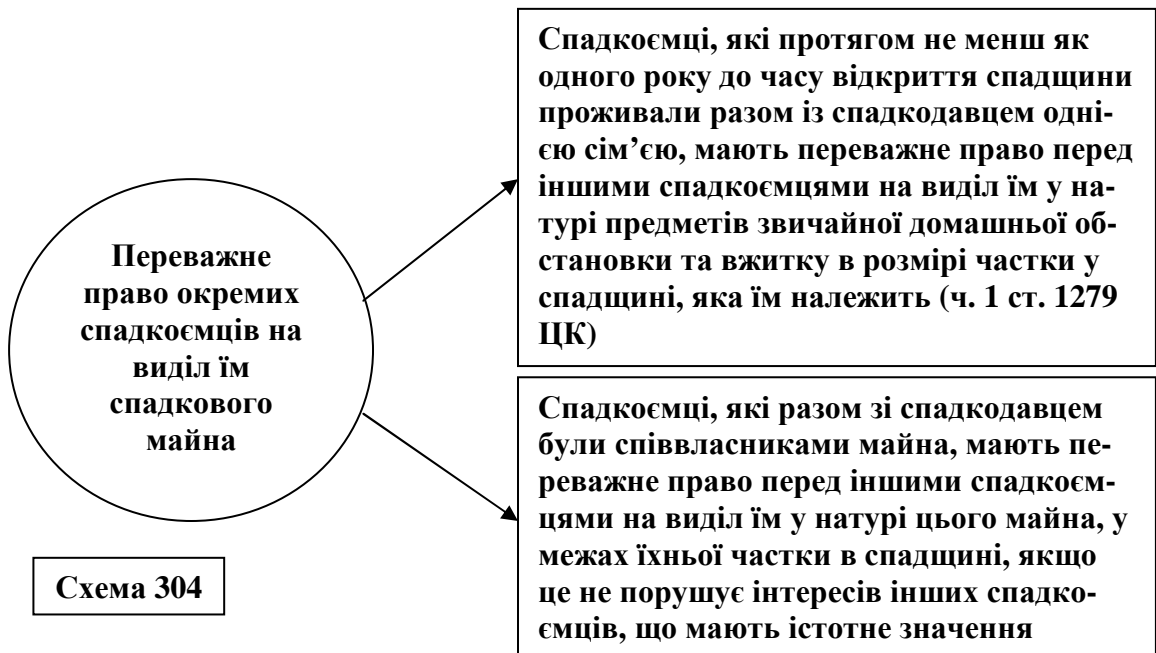 Переважне
право окремих
спадкоємців на
виділ їм
спадкового
майна
Спадкоємці, які протягом не менш як
одного року до часу відкриття спадщини
проживали разом із спадкодавцем одні-
єю сім’єю, мають переважне право перед
іншими спадкоємцями на виділ їм у на-
турі предметів звичайної домашньої об-
становки та вжитку в розмірі частки у
спадщині, яка їм належить (ч. 1 ст. 1279
ЦК)
Спадкоємці, які разом зі спадкодавцем
були співвласниками майна, мають пе-
реважне право перед іншими спадкоєм-
цями на виділ їм у натурі цього майна, у
межах їхньої частки в спадщині, якщо
це не порушує інтересів інших спадко-
ємців, що мають істотне значення
Схема 304